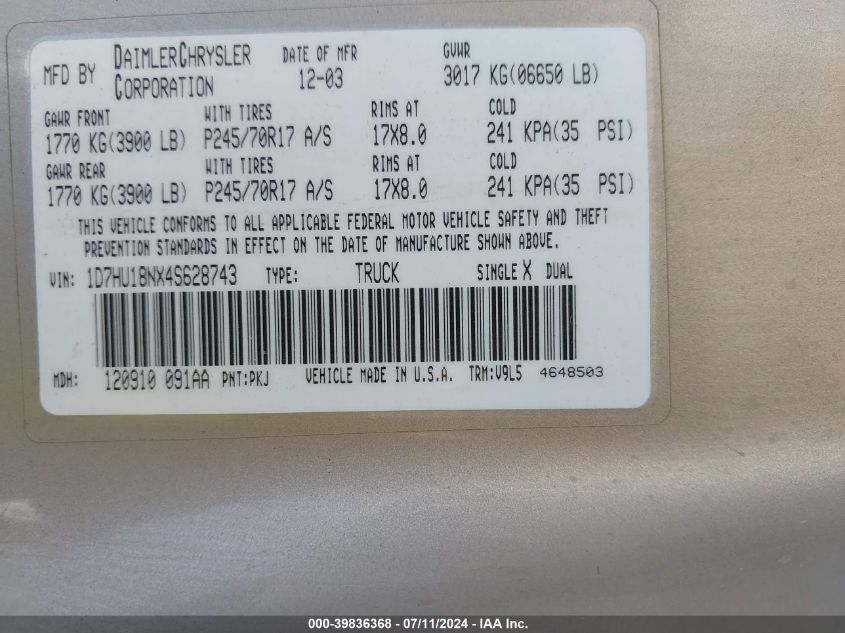 MFD BY DAIMLERCHRYSLER CORPORATION DATE OF MFR 12-03 GVWR 3017 KG(06650 LB)
GAWR FRONT WITH TIRES RIMS AT COLD
1770 KG(3900 LB) P245/70R17 A/S 17X8.0 241 KPA(35 PSI)
GAWR REAR WITH TIRES RIMS AT COLD
1770 KG(3900 LB) P245/70R17 A/S 17X8.0 241 KPA(35 PSI)
THIS VEHICLE CONFORMS TO ALL APPLICABLE FEDERAL MOTOR VEHICLE SAFETY AND THEFT
PREVENTION STANDARDS IN EFFECT ON THE DATE OF MANUFACTURE SHOWN ABOVE.
VIN: 1D7HU18NX4S628743 TYPE: TRUCK SINGLE X DUAL
MDH: 120910 091AA PNT:PKJ VEHICLE MADE IN U.S.A. TRM:V9L5 4648503
000-39836368 - 07/11/2024 - IAA Inc.